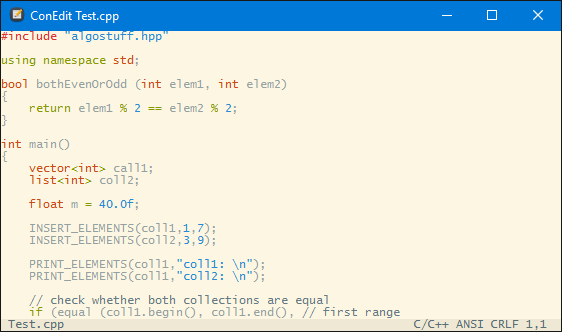 ConEdit Test.cpp
#include "algostuff.hpp"
using namespace std;
bool bothEvenOrOdd (int elem1, int elem2)
{
    return elem1 % 2 == elem2 % 2;
}
int main()
{
    vector<int> call1;
    list<int> coll2;
    float m = 40.0f;
    INSERT_ELEMENTS(coll1,1,7);
    INSERT_ELEMENTS(coll2,3,9);
    PRINT_ELEMENTS(coll1,"coll1: \n");
    PRINT_ELEMENTS(coll1,"coll2: \n");
    // check whether both collections are equal
    if (equal (coll1.begin(), coll1.end(), // first range
Test.cpp C/C++ ANSI CRLF 1,1